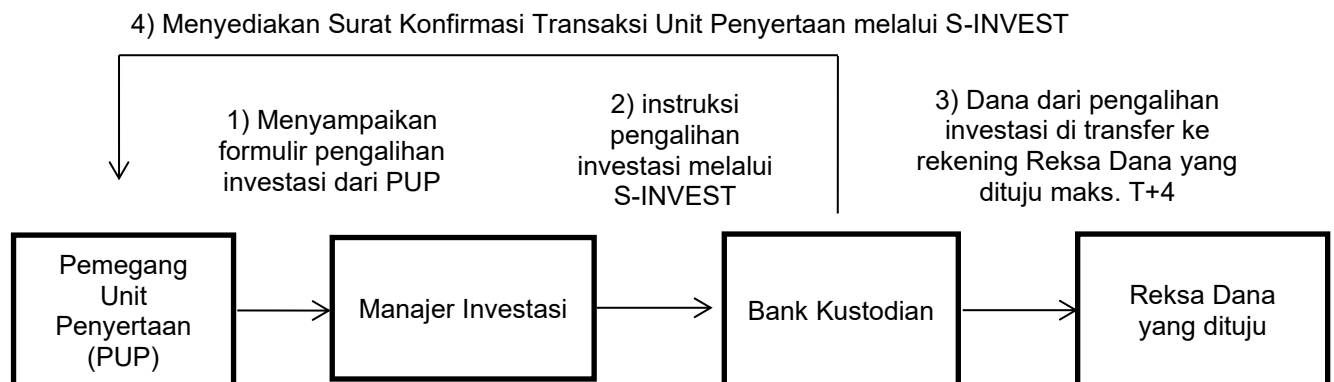 4) Menyediakan Surat Konfirmasi Transaksi Unit Penyertaan melalui S-INVEST
1) Menyampaikan
formulir pengalihan
investasi dari PUP
2) instruksi
pengalihan
investasi melalui
S-INVEST
3) Dana dari pengalihan
investasi di transfer ke
rekening Reksa Dana yang
dituju maks. T+4
Pemegang
Unit
Penyertaan
(PUP)
Manajer Investasi
Bank Kustodian
Reksa Dana
yang dituju